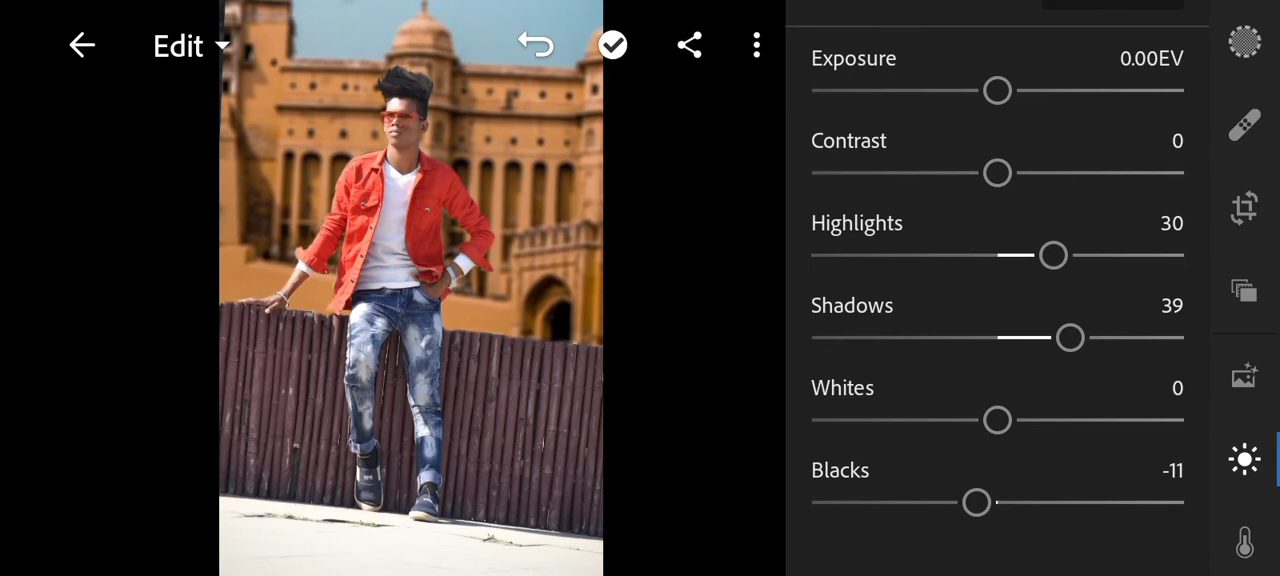 Edit
Exposure 0.00EV
Contrast 0
Highlights 30
Shadows 39
Whites 0
Blacks -11